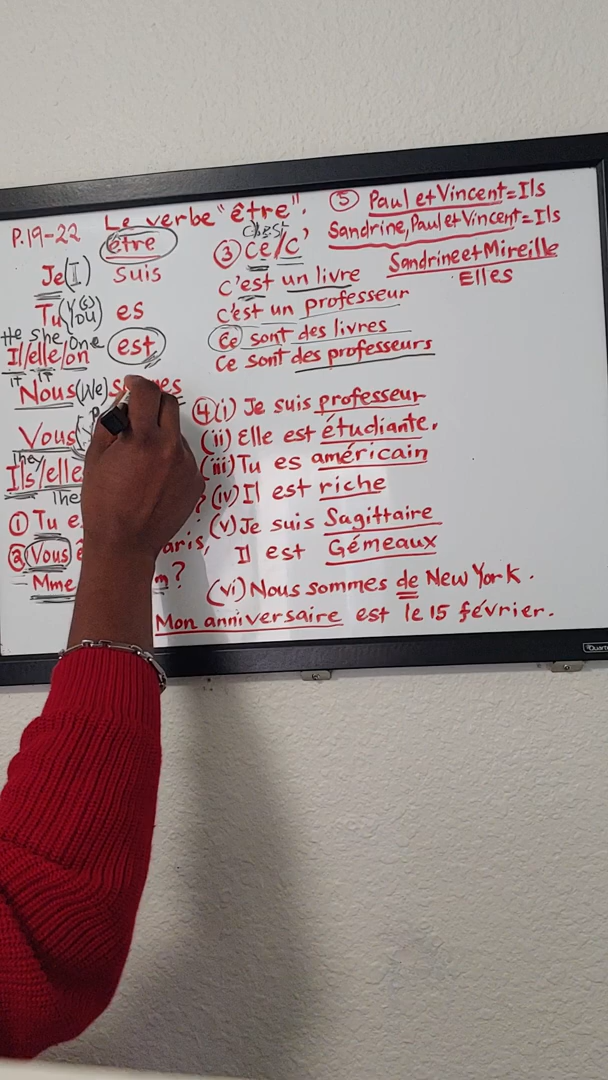 P.19-22 Le verbe "être".
être
Je (I) suis
Tu (You (s)) es
He she one
Il/elle/on est
it it
Nous (We)
Vous
They
Ils/elle
The
① Tu e
② Vous aris,
Mme m?
C'est
③ Ce/c'
c'est un livre
c'est un professeur
Ce sont des livres
Ce sont des professeurs
④ (i) Je suis professeur
(ii) Elle est étudiante.
(iii) Tu es américain
? (iv) Il est riche
(v) Je suis Sagittaire
Il est Gémeaux
(vi) Nous sommes de New York.
Mon anniversaire est le 15 février.
⑤ Paul et Vincent = Ils
Sandrine, Paul et Vincent = Ils
Sandrine et Mireille
Elles